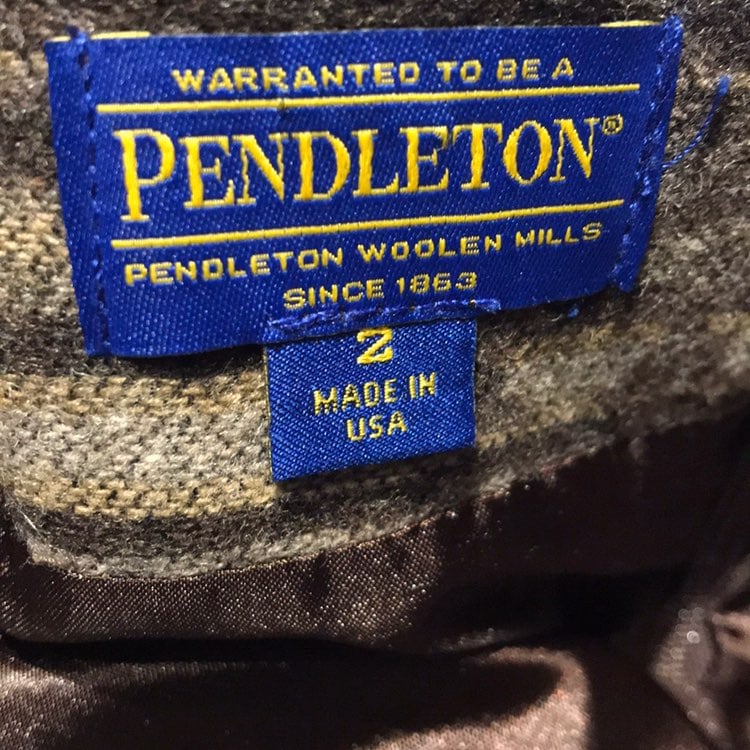 WARRANTED TO BE A
PENDLETON®
PENDLETON WOOLEN MILLS
SINCE 1863
2
MADE IN
USA